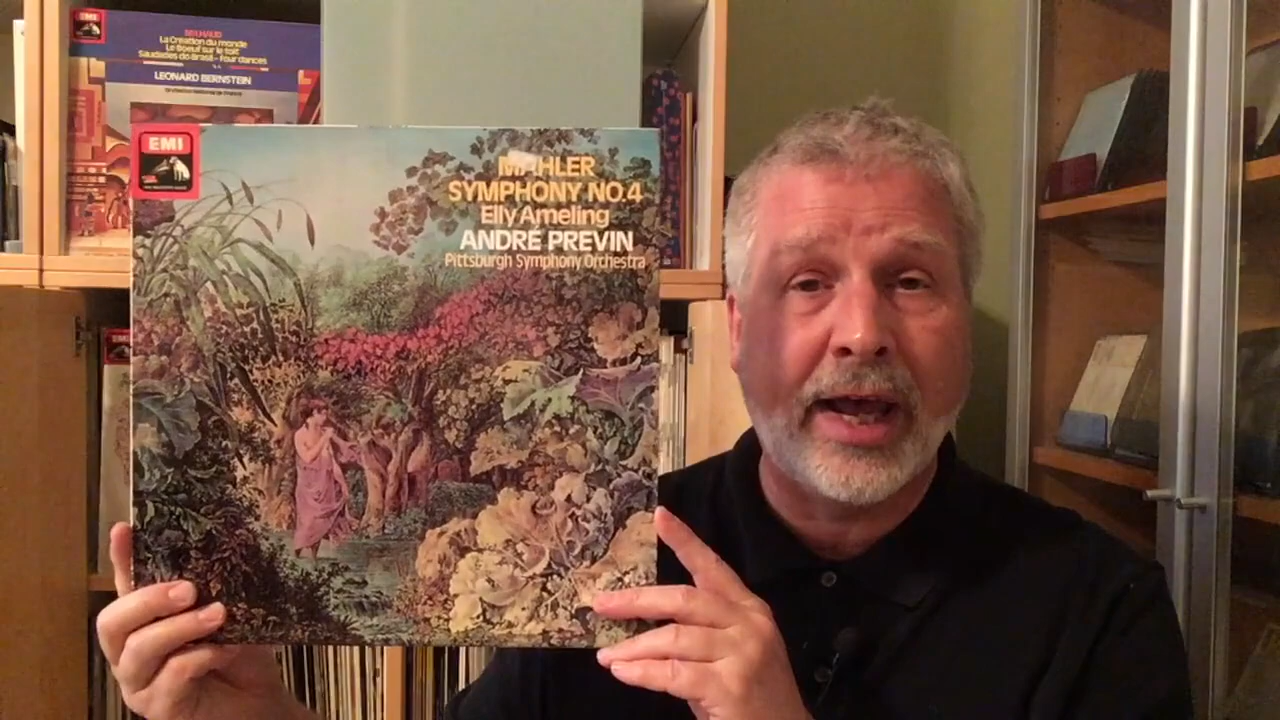 EMI
MILHAUD
La Création du monde
Le Boeuf sur le toit
Saudades do Brasil - Four dances
LEONARD BERNSTEIN
EMI
MAHLER
SYMPHONY NO.4
Elly Ameling
ANDRÉ PREVIN
Pittsburgh Symphony Orchestra
EMI